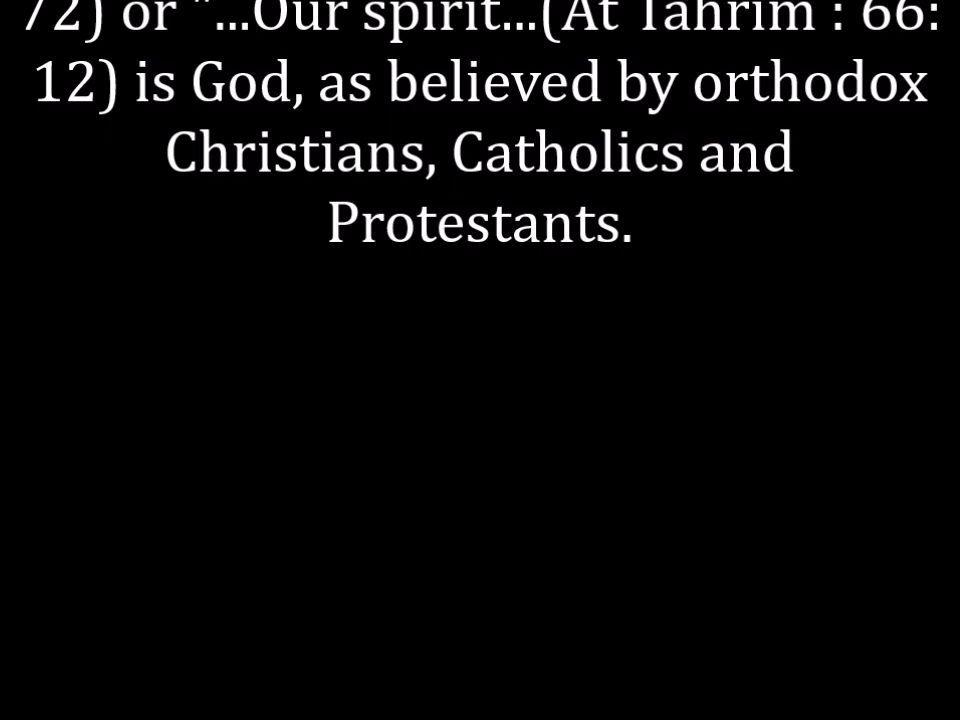 72) or "...Our spirit...(At Tahrim : 66:
12) is God, as believed by orthodox
Christians, Catholics and
Protestants.